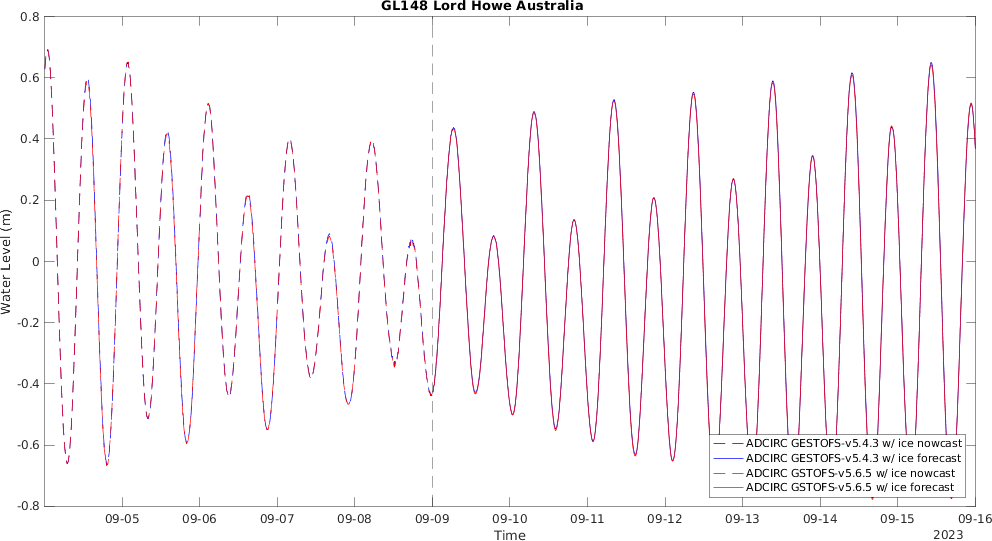 GL148 Lord Howe Australia
0.8
0.6
0.4
0.2
0
-0.2
-0.4
-0.6
-0.8
Water Level (m)
ADCIRC GESTOFS-v5.4.3 w/ ice nowcast
ADCIRC GESTOFS-v5.4.3 w/ ice forecast
ADCIRC GSTOFS-v5.6.5 w/ ice nowcast
ADCIRC GSTOFS-v5.6.5 w/ ice forecast
09-05 09-06 09-07 09-08 09-09 09-10 09-11 09-12 09-13 09-14 09-15 09-16
Time
2023